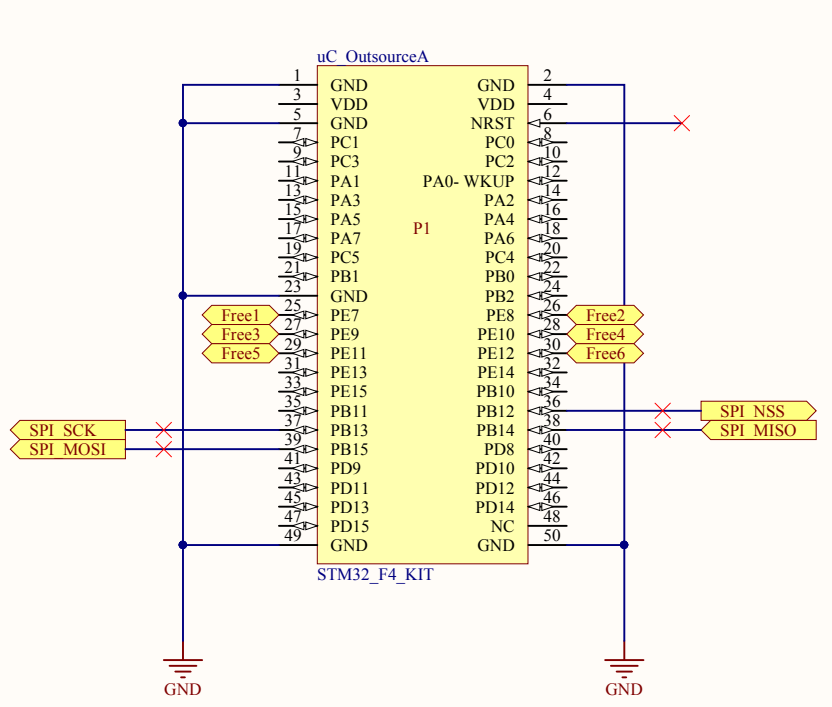 uC_OutsourceA
1 GND GND 2
3 VDD VDD 4
5 GND NRST 6
7 PC1 PC0 8
9 PC3 PC2 10
11 PA1 PA0- WKUP 12
13 PA3 PA2 14
15 PA5 PA4 16
P1
17 PA7 PA6 18
19 PC5 PC4 20
21 PB1 PB0 22
23 GND PB2 24
Free1 25 PE7 PE8 26 Free2
Free3 27 PE9 PE10 28 Free4
Free5 29 PE11 PE12 30 Free6
31 PE13 PE14 32
33 PE15 PB10 34
35 PB11 PB12 36 SPI_NSS
SPI_SCK 37 PB13 PB14 38 SPI_MISO
SPI_MOSI 39 PB15 PD8 40
41 PD9 PD10 42
43 PD11 PD12 44
45 PD13 PD14 46
47 PD15 NC 48
49 GND GND 50
STM32_F4_KIT
GND GND